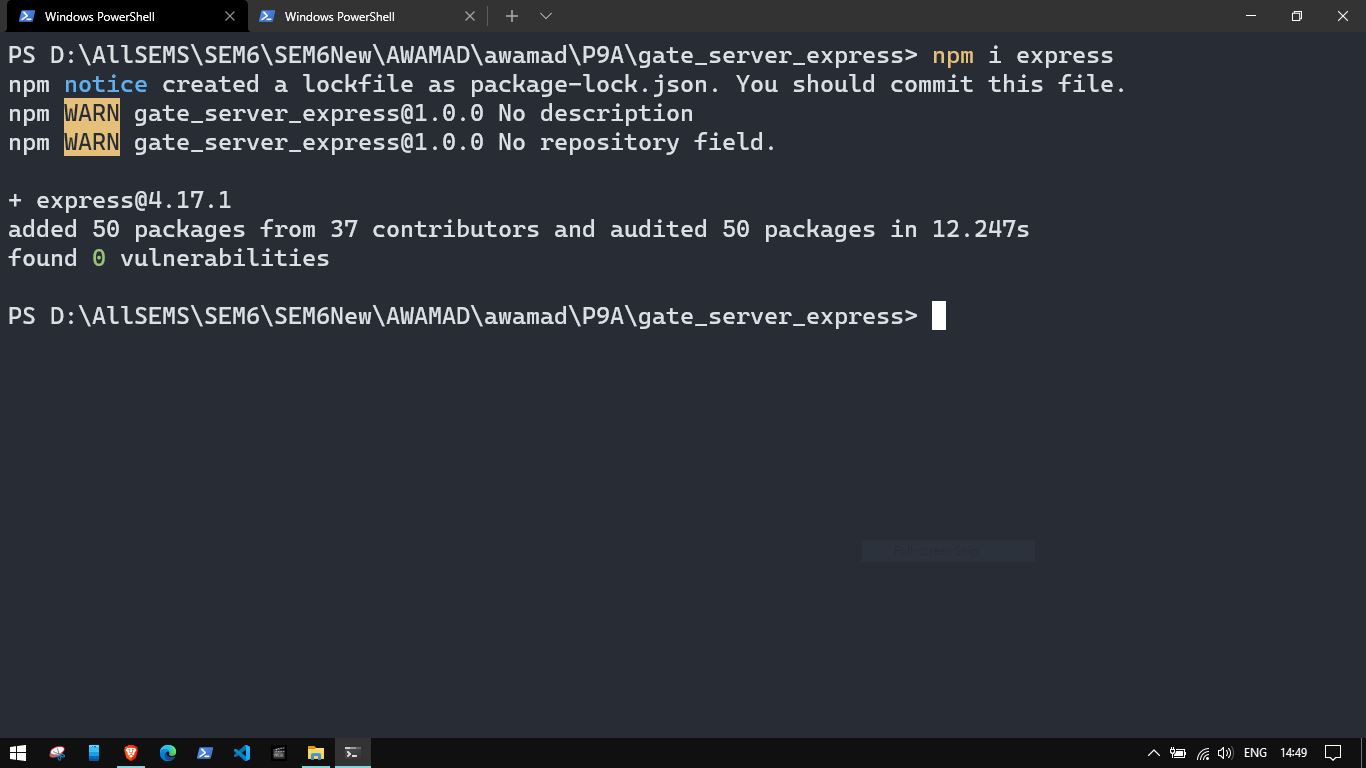 Windows PowerShell
Windows PowerShell
PS D:\AllSEMS\SEM6\SEM6New\AWAMAD\awamad\P9A\gate_server_express> npm i express
npm notice created a lockfile as package-lock.json. You should commit this file.
npm WARN gate_server_express@1.0.0 No description
npm WARN gate_server_express@1.0.0 No repository field.
+ express@4.17.1
added 50 packages from 37 contributors and audited 50 packages in 12.247s
found 0 vulnerabilities
PS D:\AllSEMS\SEM6\SEM6New\AWAMAD\awamad\P9A\gate_server_express>
ENG 14:49